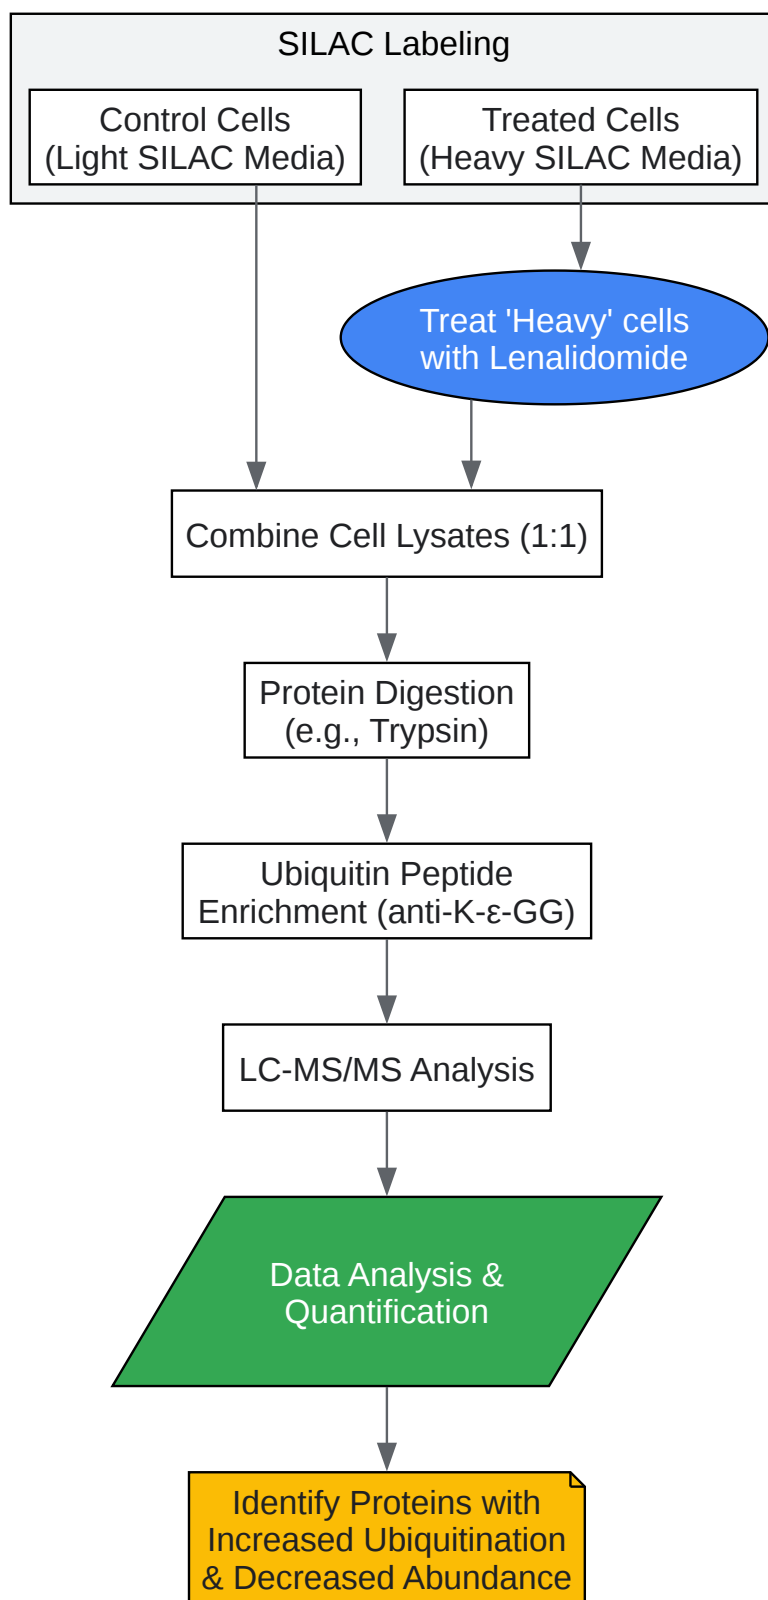 SILAC Labeling
Control Cells
(Light SILAC Media)
Treated Cells
(Heavy SILAC Media)
Treat 'Heavy' cells
with Lenalidomide
Combine Cell Lysates (1:1)
Protein Digestion
(e.g., Trypsin)
Ubiquitin Peptide
Enrichment (anti-K-ε-GG)
LC-MS/MS Analysis
Data Analysis &
Quantification
Identify Proteins with
Increased Ubiquitination
& Decreased Abundance